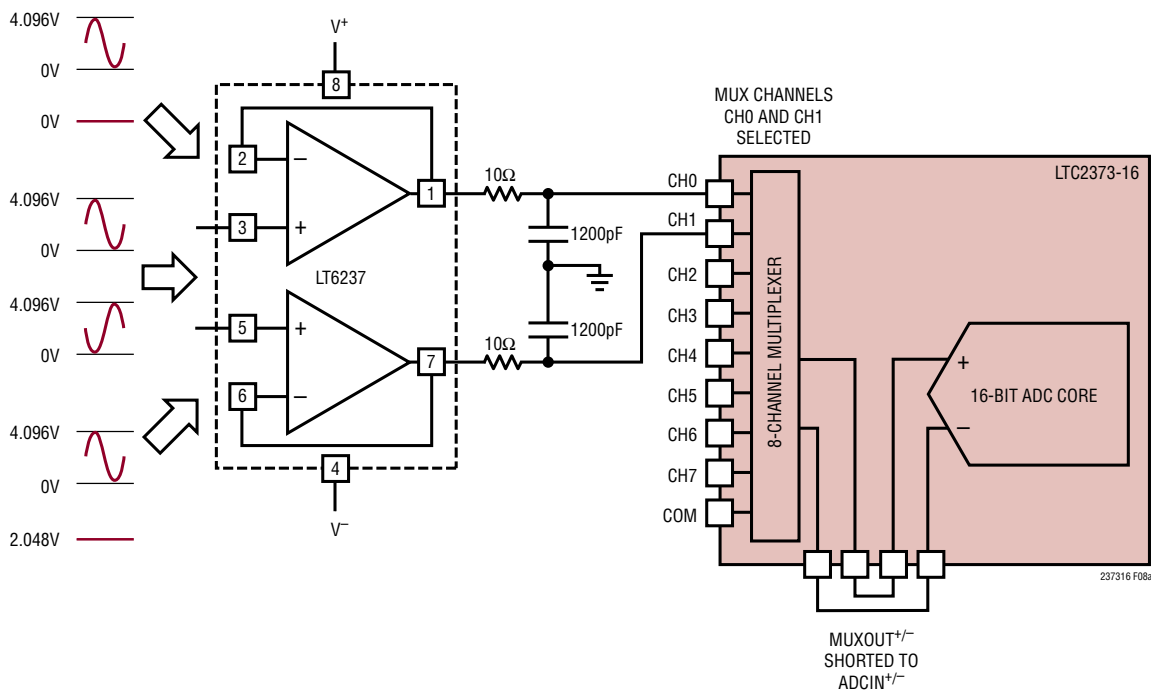 4.096V
0V
0V
4.096V
0V
4.096V
0V
4.096V
0V
2.048V
V+
8
2
−
3
+
1
LT6237
5
+
6
−
7
4
V−
10Ω
1200pF
1200pF
10Ω
MUX CHANNELS
CH0 AND CH1
SELECTED
LTC2373-16
CH0
CH1
CH2
CH3
CH4
CH5
CH6
CH7
COM
8-CHANNEL MULTIPLEXER
+
16-BIT ADC CORE
−
237316 F08a
MUXOUT+/−
SHORTED TO
ADCIN+/−